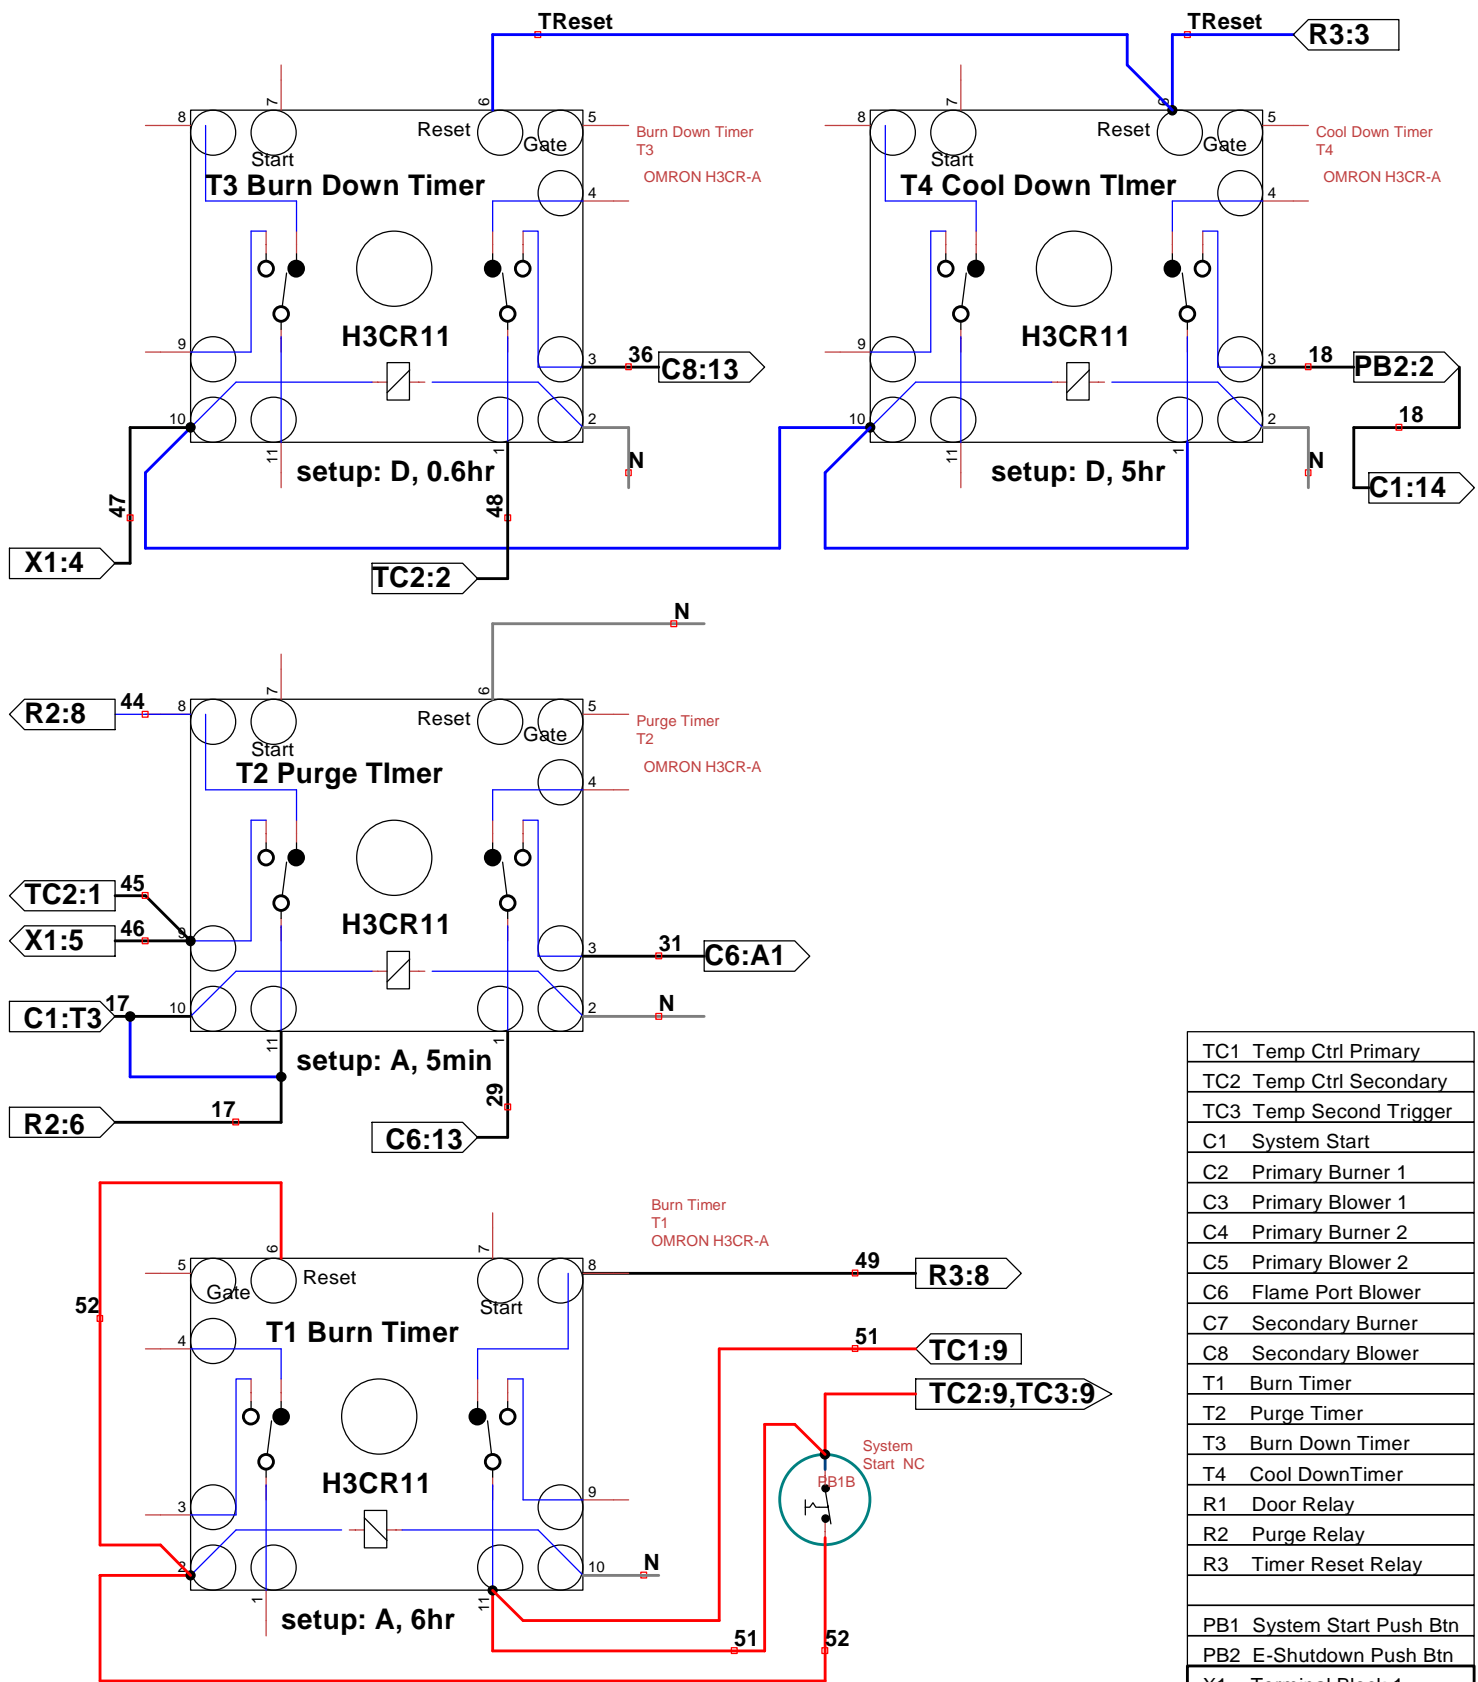 TReset
TReset
R3:3
7
6
7
6
8
5
8
5
Reset
Burn Down Timer
Reset
Cool Down Timer
Start
Gate
T3
Start
Gate
T4
T3 Burn Down Timer
OMRON H3CR-A
T4 Cool Down TImer
OMRON H3CR-A
4
4
H3CR11
H3CR11
9
3
36
C8:13
9
3
18
PB2:2
10
2
10
2
18
11
1
N
11
1
N
setup: D, 0.6hr
setup: D, 5hr
C1:14
47
48
X1:4
TC2:2
N
7
6
R2:8
44
8
5
Reset
Purge Timer
Start
Gate
T2
T2 Purge TImer
OMRON H3CR-A
4
TC2:1
45
H3CR11
X1:5
46
9
3
31
C6:A1
C1:T3
17
10
2
N
11
1
setup: A, 5min
29
R2:6
17
C6:13
Burn Timer
T1
OMRON H3CR-A
6
7
5
8
49
R3:8
Reset
Gate
Start
52
T1 Burn Timer
4
51
TC1:9
TC2:9,TC3:9
System
Start NC
H3CR11
PB1B
3
9
2
10
N
1
11
setup: A, 6hr
51
52
TC1 Temp Ctrl Primary
TC2 Temp Ctrl Secondary
TC3 Temp Second Trigger
C1 System Start
C2 Primary Burner 1
C3 Primary Blower 1
C4 Primary Burner 2
C5 Primary Blower 2
C6 Flame Port Blower
C7 Secondary Burner
C8 Secondary Blower
T1 Burn Timer
T2 Purge Timer
T3 Burn Down Timer
T4 Cool DownTimer
R1 Door Relay
R2 Purge Relay
R3 Timer Reset Relay
PB1 System Start Push Btn
PB2 E-Shutdown Push Btn
X1 Terminal Block 1